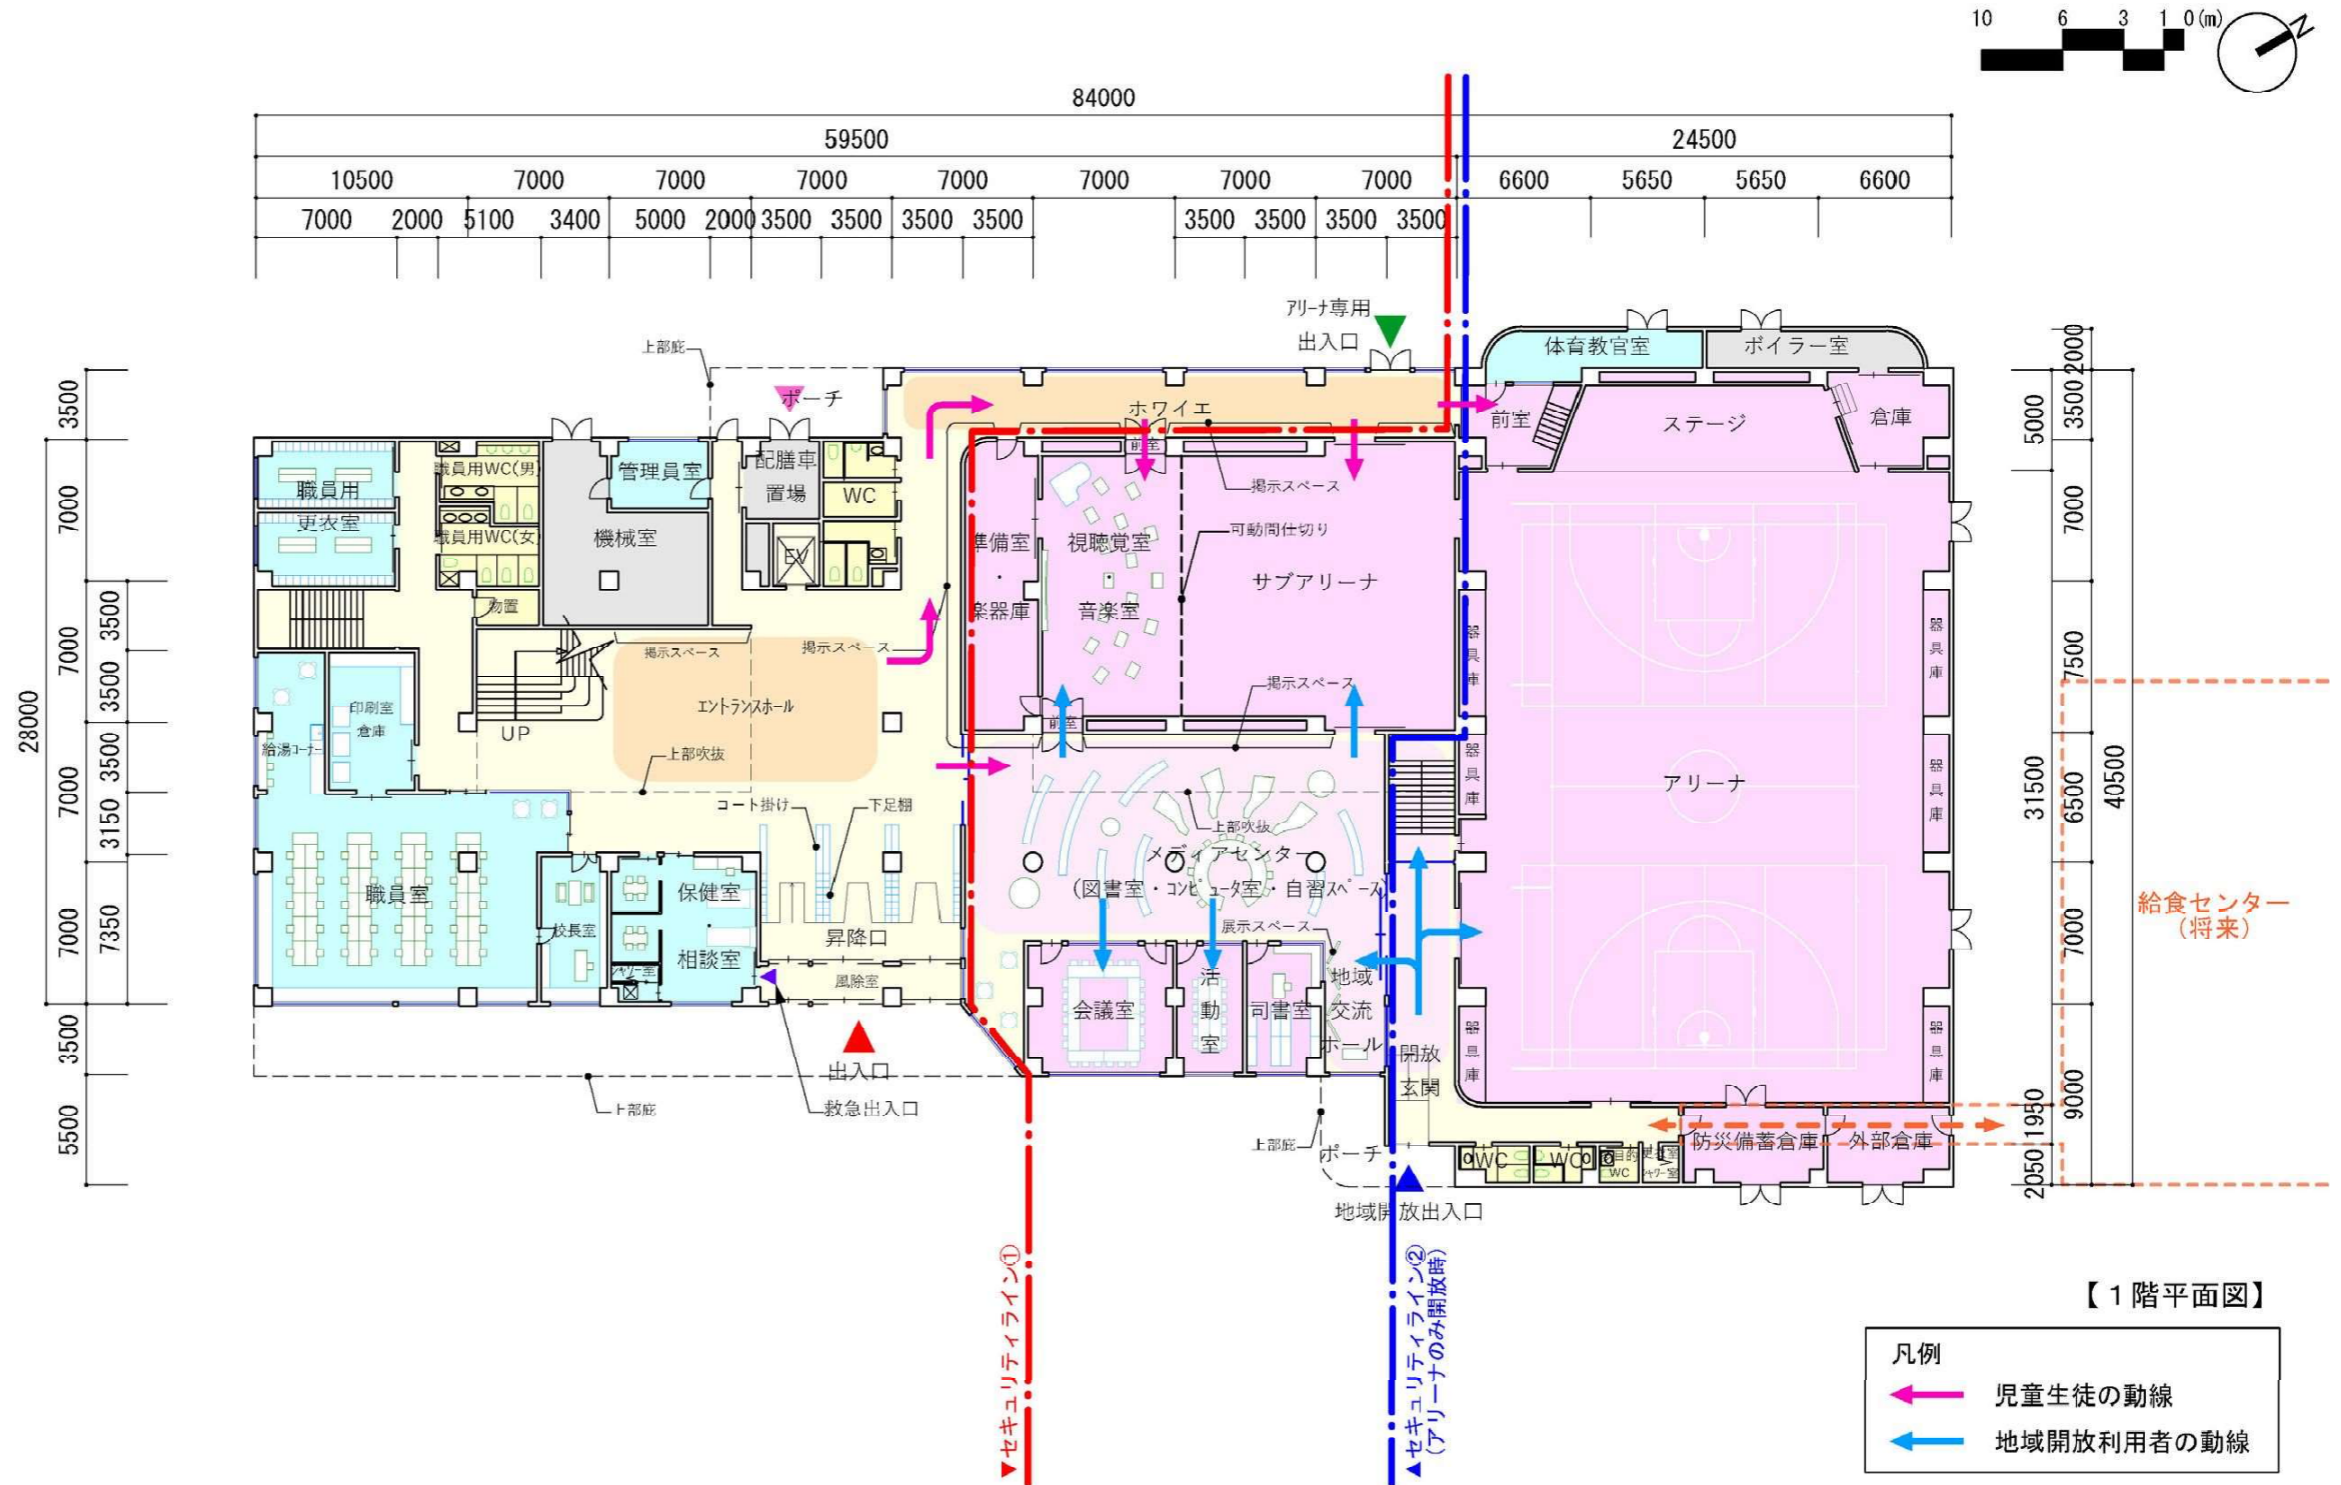 10 6 3 1 0 (m)
N
84000
59500 24500
10500 7000 7000 7000 7000 7000 7000 7000 6600 5650 5650 6600
7000 2000 5100 3400 5000 2000 3500 3500 3500 3500 3500 3500 3500 3500
アリーナ専用
出入口
上部庇
ポーチ
ホワイエ
体育教官室
ボイラー室
前室
ステージ
倉庫
職員用
更衣室
職員用WC(男)
職員用WC(女)
管理員室
機械室
配膳車
置場
WC
EV
物置
前室
掲示スペース
可動間仕切り
準備室
・
楽器庫
視聴覚室
音楽室
サブアリーナ
掲示スペース
掲示スペース
掲示スペース
エントランスホール
UP
印刷室
倉庫
給湯コーナー
上部吹抜
前室
コート掛け
下足棚
上部吹抜
メディアセンター
(図書室・コンピュータ室・自習スペース)
展示スペース
アリーナ
器具庫
器具庫
器具庫
器具庫
器具庫
器具庫
職員室
校長室
保健室
相談室
シャワー室
昇降口
風除室
会議室
活動室
司書室
地域
交流
ホール
開放
玄関
出入口
救急出入口
上部庇
上部庇
ポーチ
地域開放出入口
WC
WC
WC
更衣室
シャワー室
防災備蓄倉庫
外部倉庫
給食センター
(将来)
3500
7000
7000
7000
7000
3500
5500
28000
3500
3500
3500
3150
7350
2000
3500
5000
7000
7500
6500
7000
9000
31500
40500
1950
2050
▼セキュリティライン①
▲セキュリティライン②
(アリーナのみ開放時)
【1階平面図】
凡例
児童生徒の動線
地域開放利用者の動線